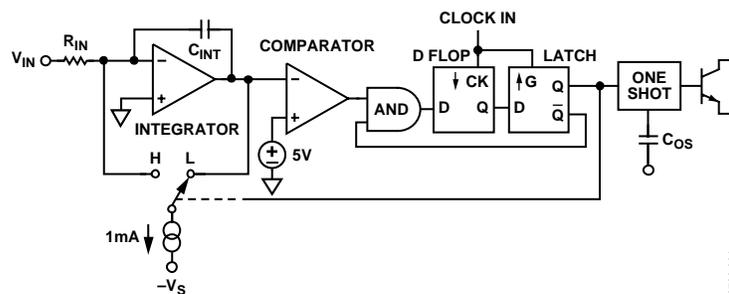 CLOCK IN
C_INT
COMPARATOR
D FLOP
LATCH
R_IN
V_IN
↓ CK
↑ G
Q
ONE SHOT
−
+
−
+
AND
D
Q
D
Q̅
INTEGRATOR
+
−
5V
C_OS
H
L
1mA
–V_S